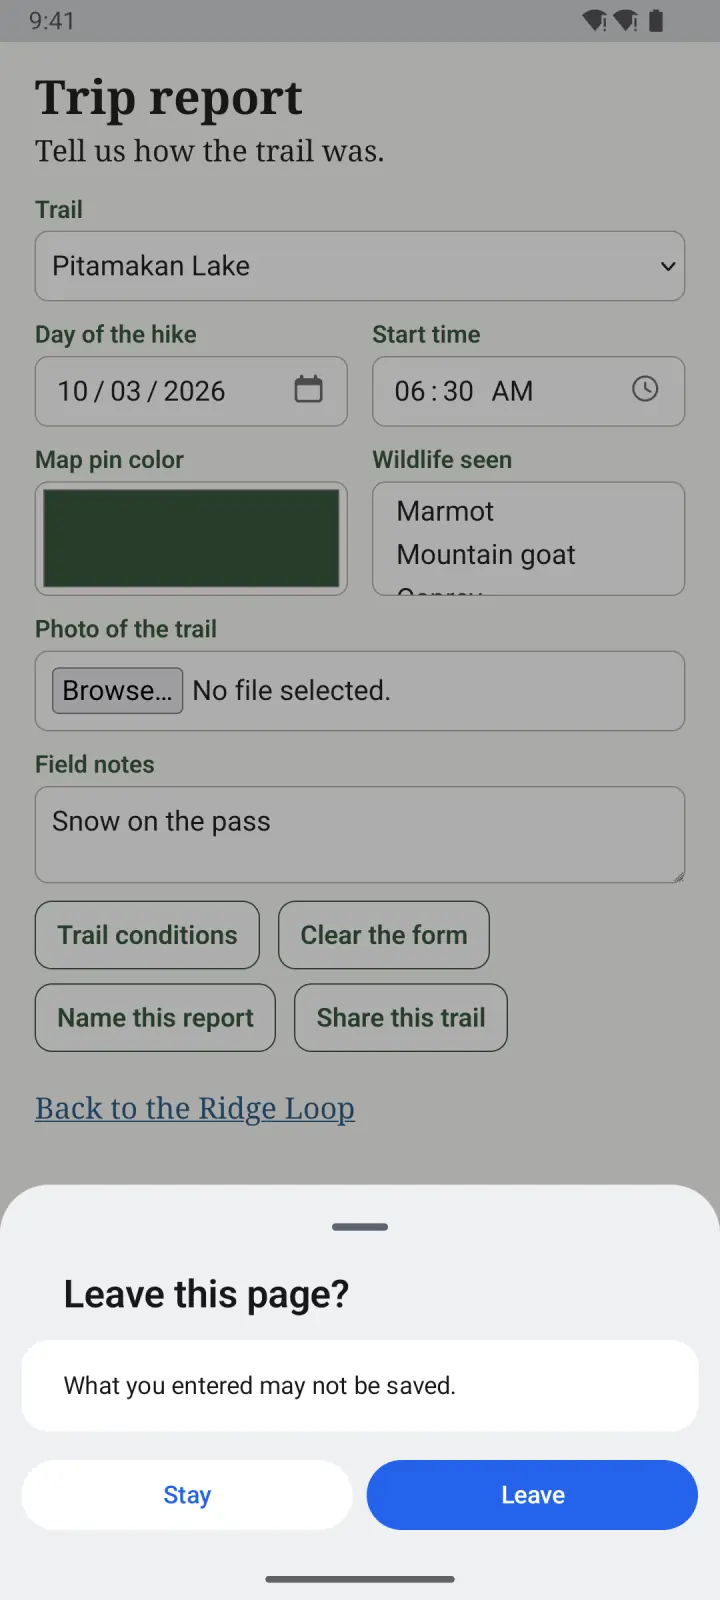 9:41
Trip report
Tell us how the trail was.
Trail
Pitamakan Lake
Day of the hike
Start time
10 / 03 / 2026
06 : 30 AM
Map pin color
Wildlife seen
Marmot
Mountain goat
Photo of the trail
Browse... No file selected.
Field notes
Snow on the pass
Trail conditions
Clear the form
Name this report
Share this trail
Back to the Ridge Loop
Leave this page?
What you entered may not be saved.
Stay
Leave